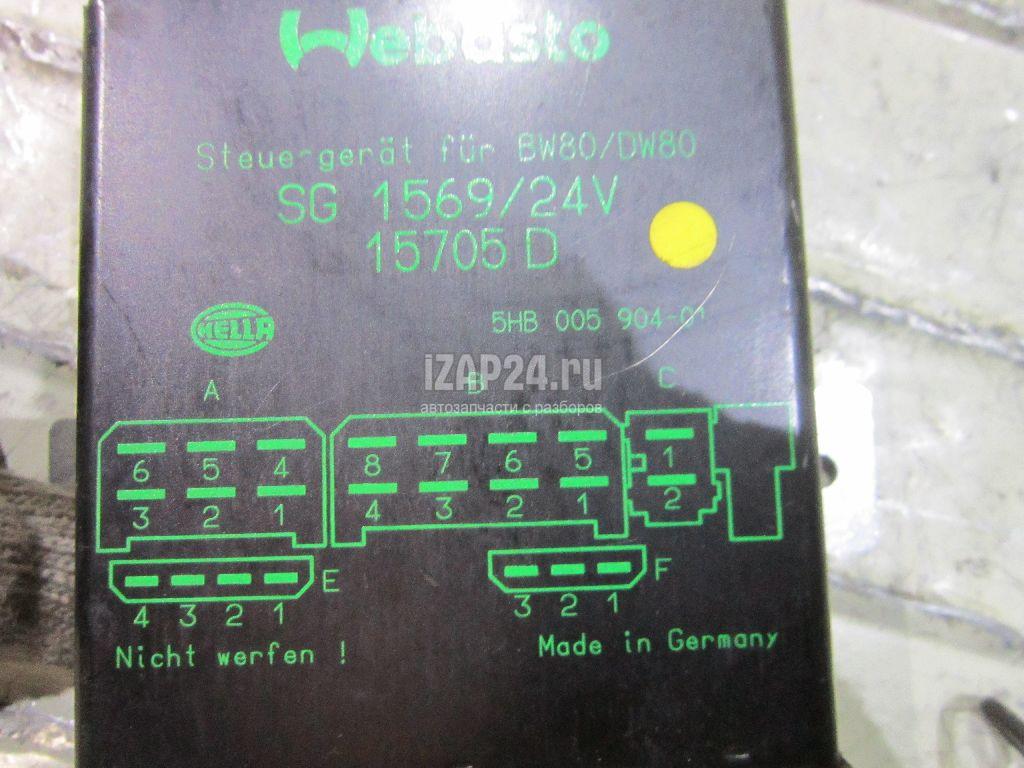 Webasto
Steuergerät für BW80/DW80
SG 1569/24V
15705 D
HELLA
5HB 005 904-01
iZAP24.ru
автозапчасти с разборов
A B C
6 5 4 8 7 6 5 1
3 2 1 4 3 2 1 2
E F
4 3 2 1 3 2 1
Nicht werfen ! Made in Germany